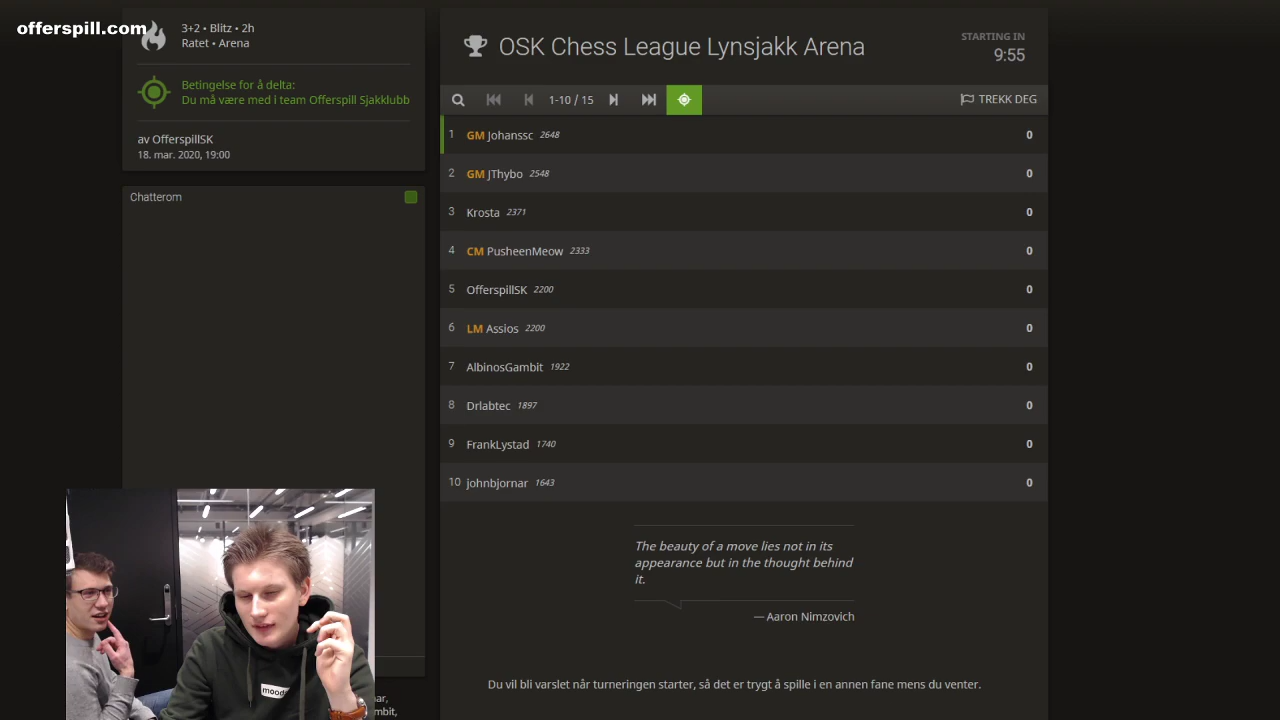 offerspill.com
3+2 • Blitz • 2h
Ratet • Arena
Betingelse for å delta:
Du må være med i team Offerspill Sjakklubb
av OfferspillSK
18. mar. 2020, 19:00
Chatterom
OSK Chess League Lynsjakk Arena
STARTING IN
9:55
1-10 / 15
TREKK DEG
1 GM Johanssc 2648 0
2 GM JThybo 2548 0
3 Krosta 2371 0
4 CM PusheenMeow 2333 0
5 OfferspillSK 2200 0
6 LM Assios 2200 0
7 AlbinosGambit 1922 0
8 Drlabtec 1897 0
9 FrankLystad 1740 0
10 johnbjornar 1643 0
The beauty of a move lies not in its
appearance but in the thought behind
it.
— Aaron Nimzovich
Du vil bli varslet når turneringen starter, så det er trygt å spille i en annen fane mens du venter.